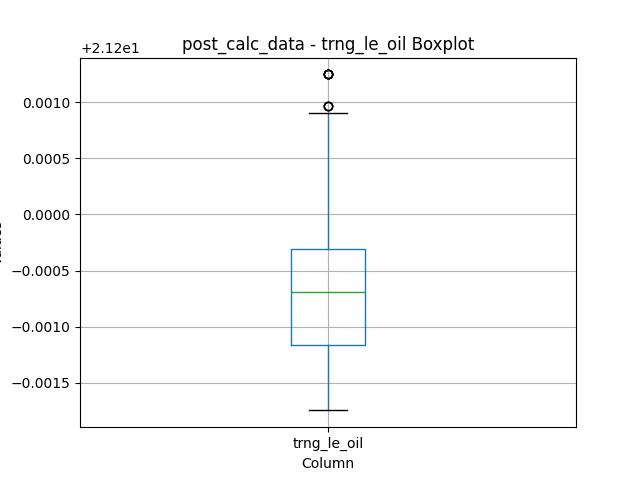 post_calc_data - trng_le_oil Boxplot
+2.12e1
0.0010
0.0005
0.0000
−0.0005
−0.0010
−0.0015
trng_le_oil
Column